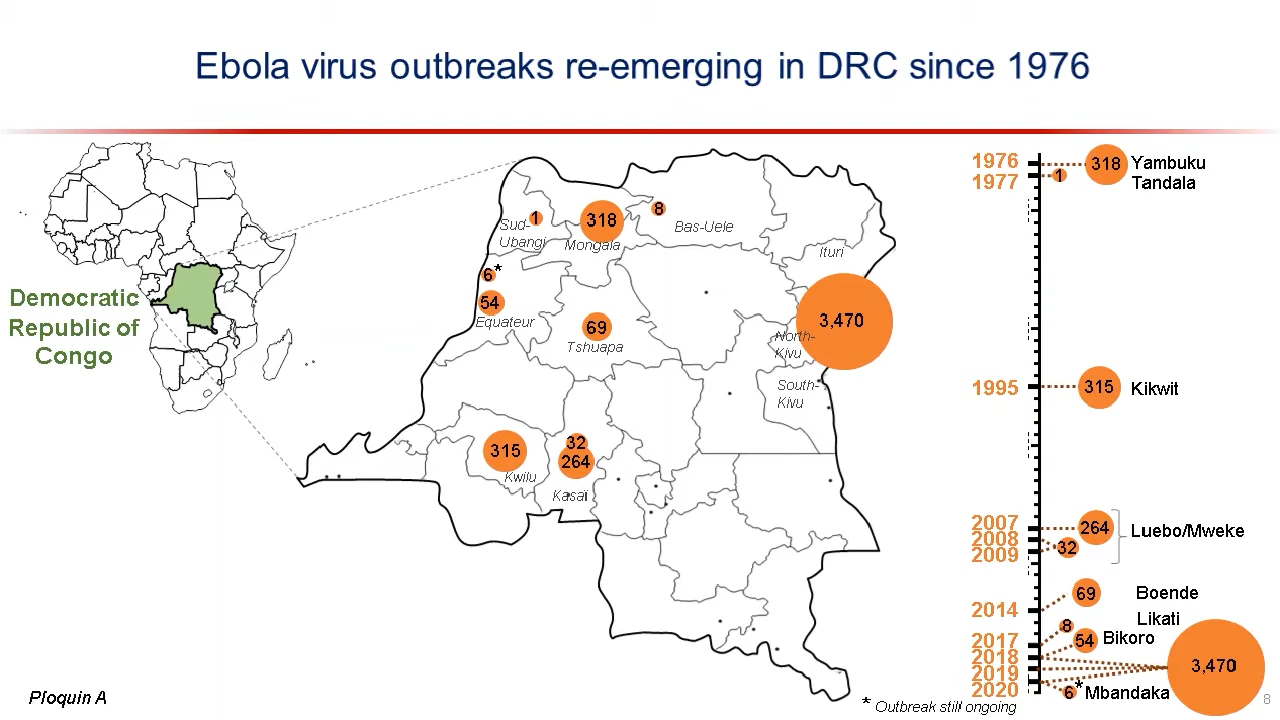 Ebola virus outbreaks re-emerging in DRC since 1976
Democratic
Republic of
Congo
1
Sud-
Ubangi
318
Mongala
8
Bas-Uele
Ituri
6*
54
Equateur
69
Tshuapa
3,470
North-
Kivu
South-
Kivu
315
Kwilu
32
264
Kasai
1976
318
Yambuku
1977
1
Tandala
1995
315
Kikwit
2007
264
Luebo/Mweke
2008
32
2009
69
Boende
2014
8
Likati
2017
54
Bikoro
2018
3,470
2019
2020
6*
Mbandaka
* Outbreak still ongoing
Ploquin A
8